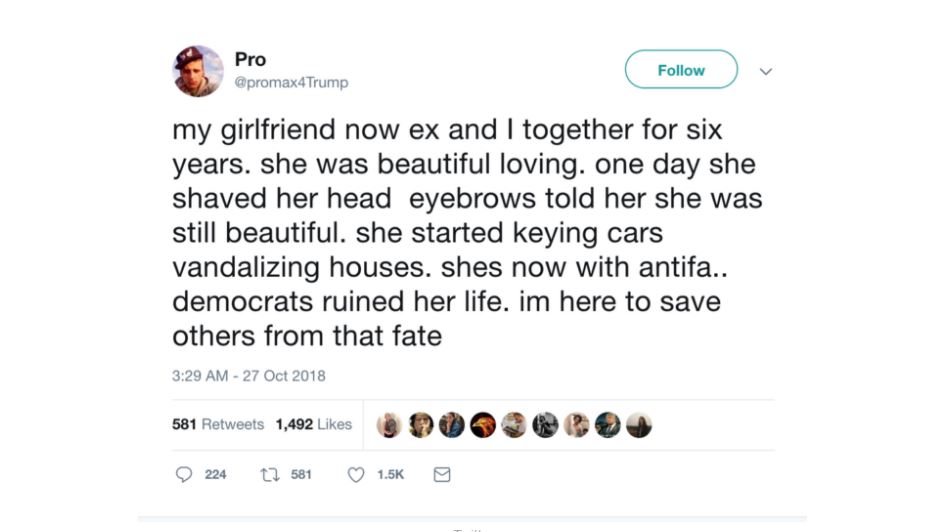 Pro
@promax4Trump
Follow
my girlfriend now ex and I together for six
years. she was beautiful loving. one day she
shaved her head eyebrows told her she was
still beautiful. she started keying cars
vandalizing houses. shes now with antifa..
democrats ruined her life. im here to save
others from that fate
3:29 AM - 27 Oct 2018
581 Retweets 1,492 Likes
224 581 1.5K